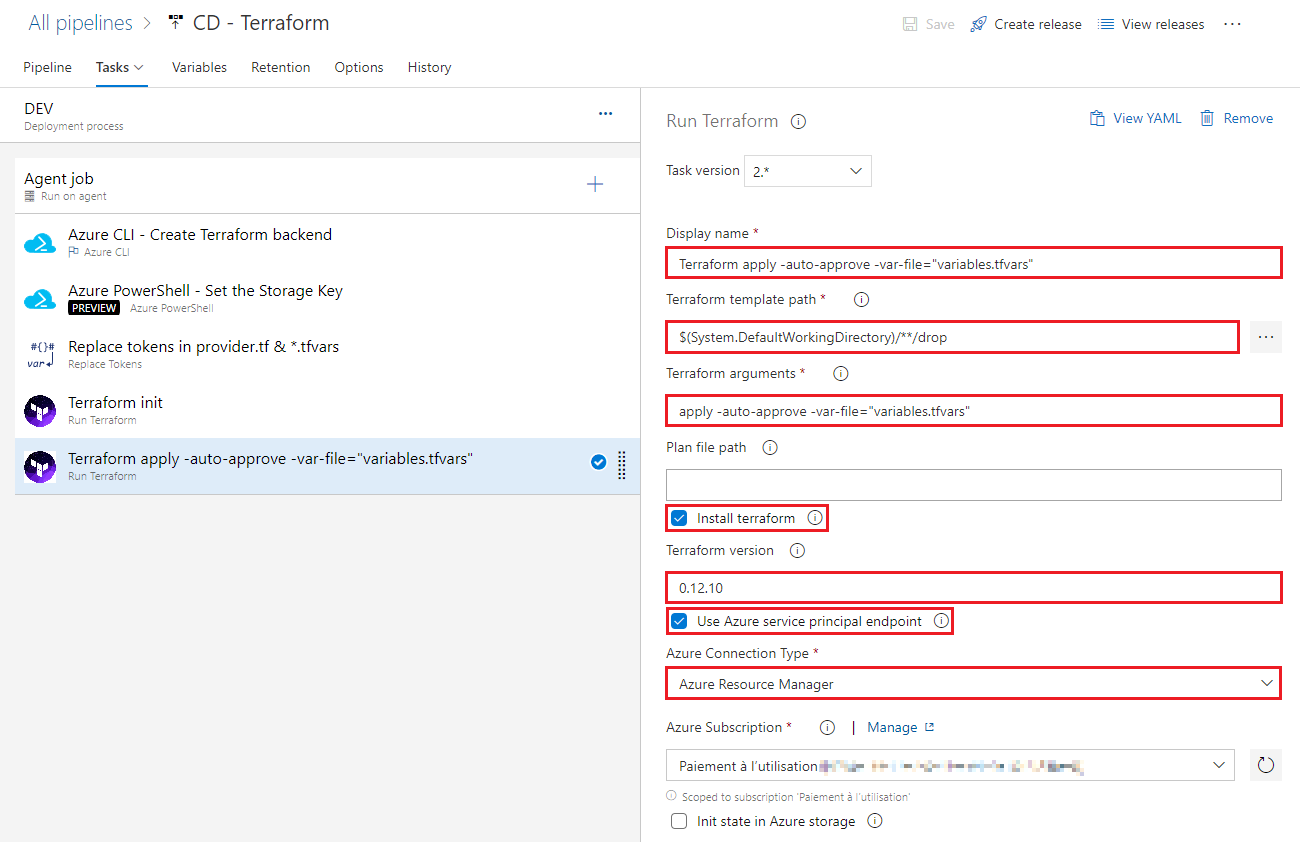 All pipelines > CD - Terraform
Save Create release View releases ...
Pipeline Tasks Variables Retention Options History
DEV
Deployment process
...
Agent job
Run on agent
Azure CLI - Create Terraform backend
Azure CLI
Azure PowerShell - Set the Storage Key
PREVIEW Azure PowerShell
#{}#
var
Replace tokens in provider.tf & *.tfvars
Replace Tokens
Terraform init
Run Terraform
Terraform apply -auto-approve -var-file="variables.tfvars"
Run Terraform
Run Terraform
View YAML Remove
Task version 2.*
Display name *
Terraform apply -auto-approve -var-file="variables.tfvars"
Terraform template path *
$(System.DefaultWorkingDirectory)/**/drop
...
Terraform arguments *
apply -auto-approve -var-file="variables.tfvars"
Plan file path
Install terraform
Terraform version
0.12.10
Use Azure service principal endpoint
Azure Connection Type *
Azure Resource Manager
Azure Subscription * | Manage
Paiement à l'utilisation
Scoped to subscription 'Paiement à l'utilisation'
Init state in Azure storage